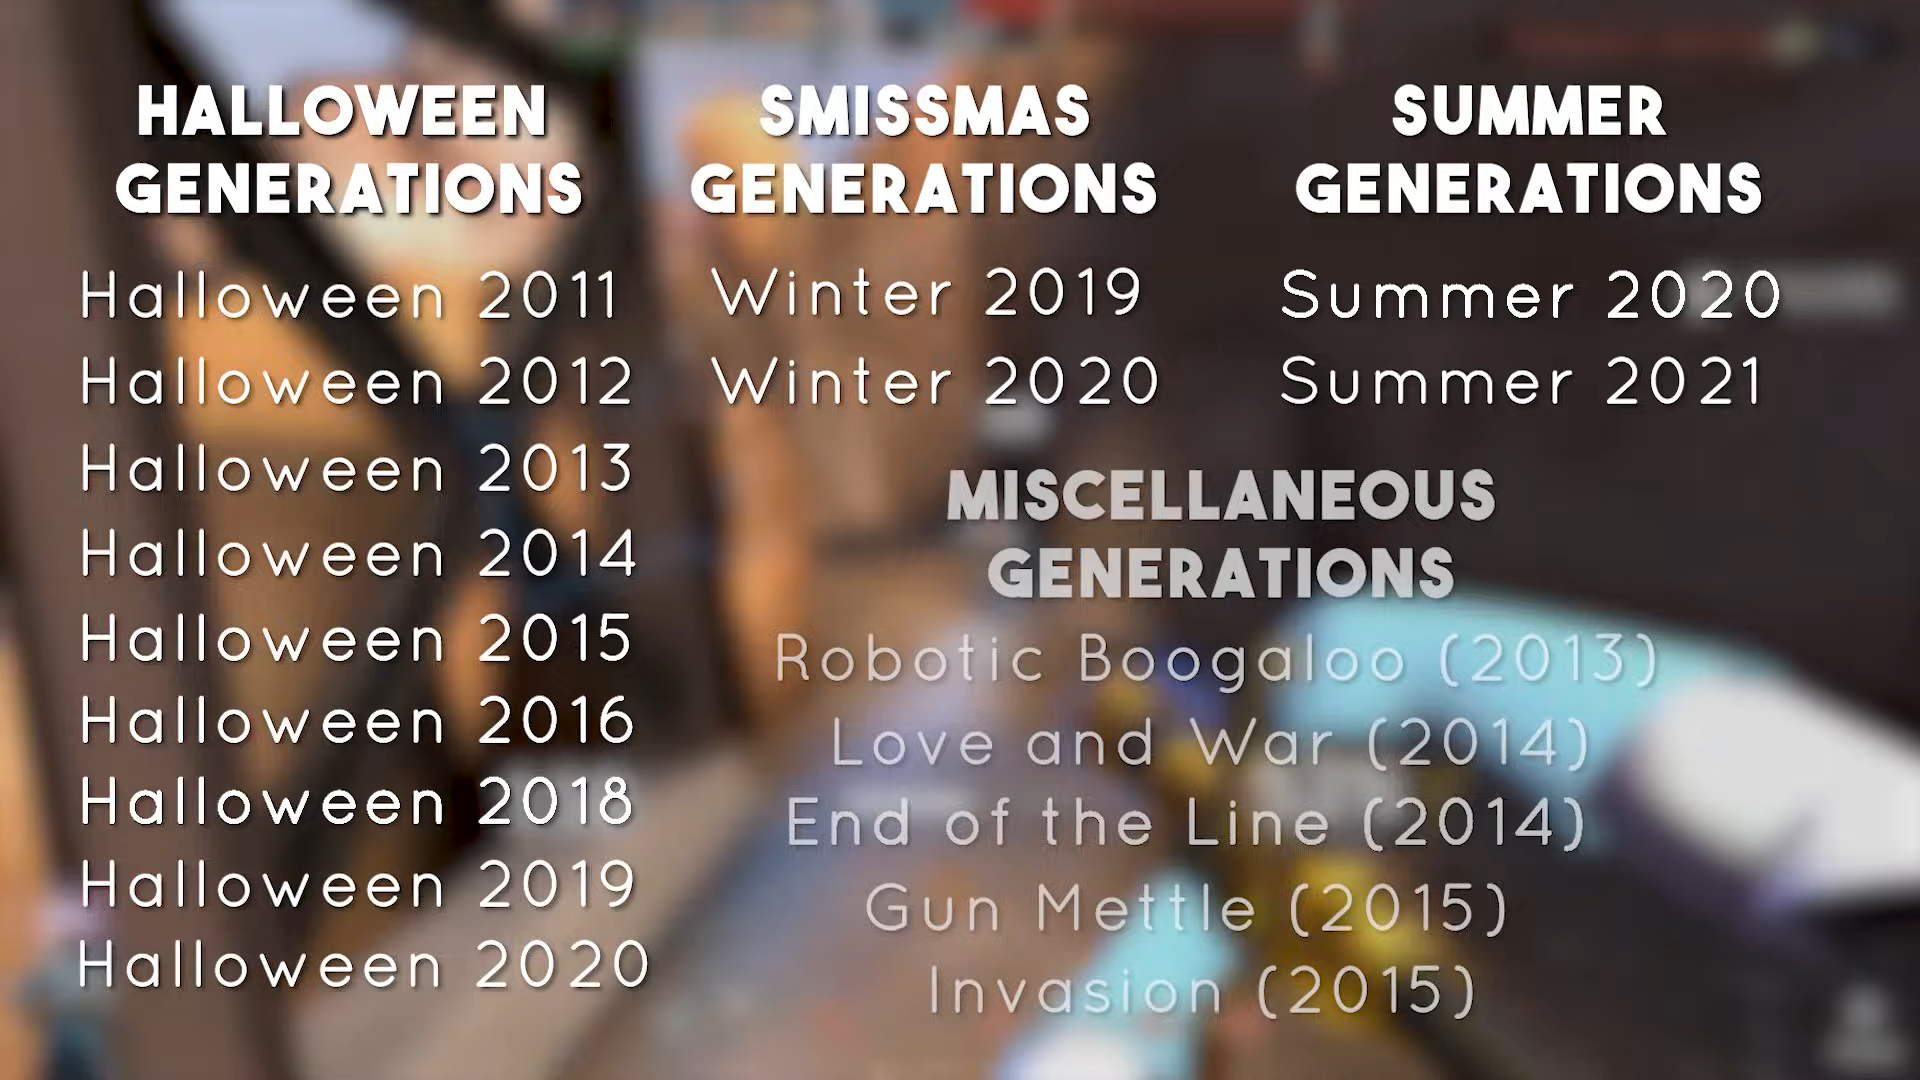 HALLOWEEN
GENERATIONS
Halloween 2011
Halloween 2012
Halloween 2013
Halloween 2014
Halloween 2015
Halloween 2016
Halloween 2018
Halloween 2019
Halloween 2020
SMISSMAS
GENERATIONS
Winter 2019
Winter 2020
SUMMER
GENERATIONS
Summer 2020
Summer 2021
MISCELLANEOUS
GENERATIONS
Robotic Boogaloo (2013)
Love and War (2014)
End of the Line (2014)
Gun Mettle (2015)
Invasion (2015)